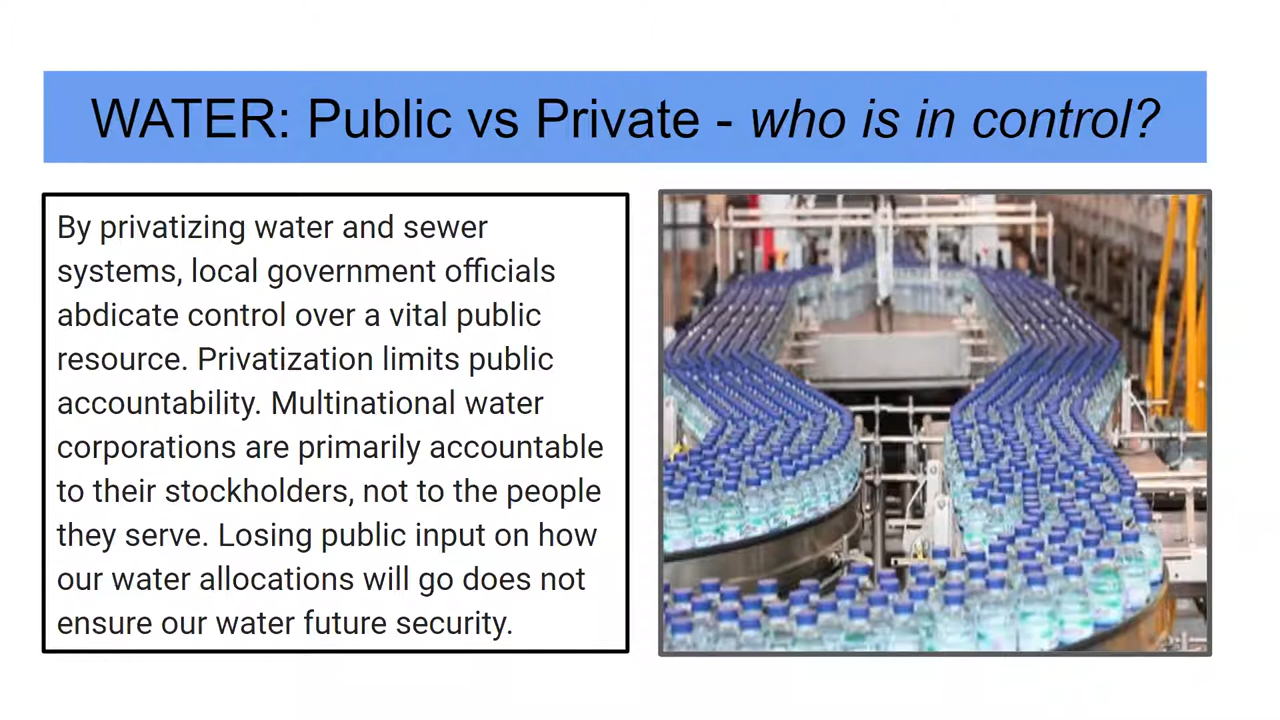 WATER: Public vs Private - who is in control?
By privatizing water and sewer
systems, local government officials
abdicate control over a vital public
resource. Privatization limits public
accountability. Multinational water
corporations are primarily accountable
to their stockholders, not to the people
they serve. Losing public input on how
our water allocations will go does not
ensure our water future security.